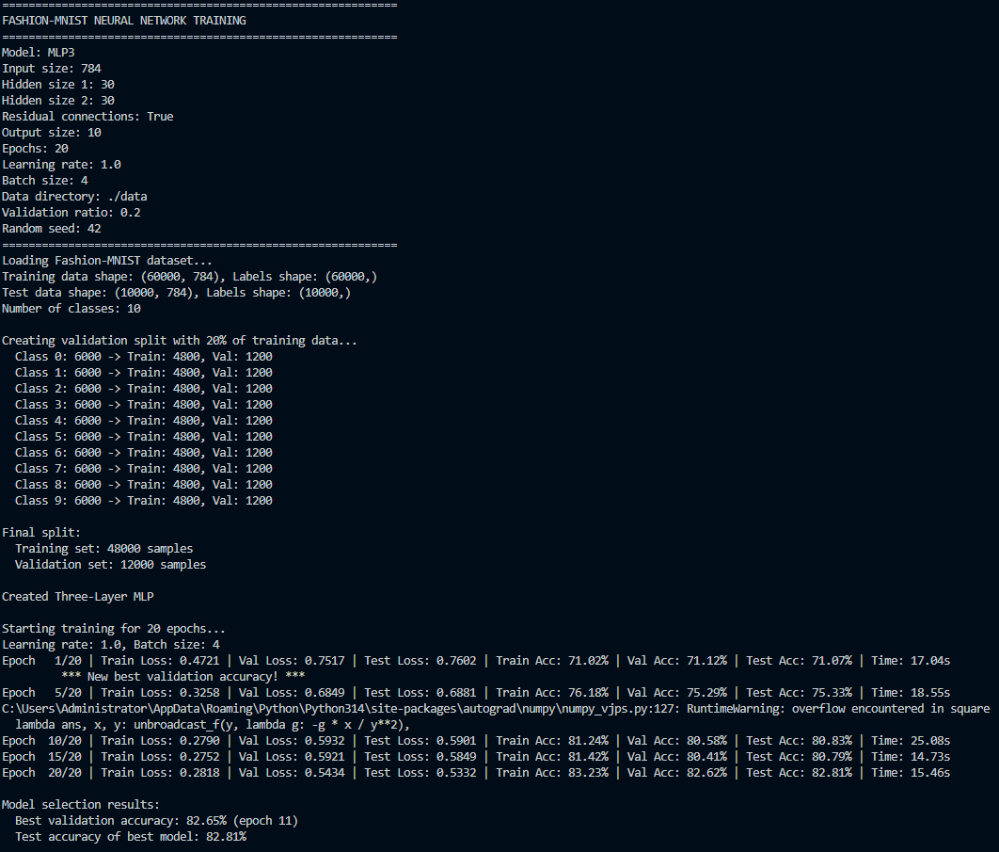 ============================================================
FASHION-MNIST NEURAL NETWORK TRAINING
============================================================
Model: MLP3
Input size: 784
Hidden size 1: 30
Hidden size 2: 30
Residual connections: True
Output size: 10
Epochs: 20
Learning rate: 1.0
Batch size: 4
Data directory: ./data
Validation ratio: 0.2
Random seed: 42
============================================================
Loading Fashion-MNIST dataset...
Training data shape: (60000, 784), Labels shape: (60000,)
Test data shape: (10000, 784), Labels shape: (10000,)
Number of classes: 10

Creating validation split with 20% of training data...
  Class 0: 6000 -> Train: 4800, Val: 1200
  Class 1: 6000 -> Train: 4800, Val: 1200
  Class 2: 6000 -> Train: 4800, Val: 1200
  Class 3: 6000 -> Train: 4800, Val: 1200
  Class 4: 6000 -> Train: 4800, Val: 1200
  Class 5: 6000 -> Train: 4800, Val: 1200
  Class 6: 6000 -> Train: 4800, Val: 1200
  Class 7: 6000 -> Train: 4800, Val: 1200
  Class 8: 6000 -> Train: 4800, Val: 1200
  Class 9: 6000 -> Train: 4800, Val: 1200

Final split:
  Training set: 48000 samples
  Validation set: 12000 samples

Created Three-Layer MLP

Starting training for 20 epochs...
Learning rate: 1.0, Batch size: 4
Epoch   1/20 | Train Loss: 0.4721 | Val Loss: 0.7517 | Test Loss: 0.7602 | Train Acc: 71.02% | Val Acc: 71.12% | Test Acc: 71.07% | Time: 17.04s
         *** New best validation accuracy! ***
Epoch   5/20 | Train Loss: 0.3258 | Val Loss: 0.6849 | Test Loss: 0.6881 | Train Acc: 76.18% | Val Acc: 75.29% | Test Acc: 75.33% | Time: 18.55s
C:\Users\Administrator\AppData\Roaming\Python\Python314\site-packages\autograd\numpy\numpy_vjps.py:127: RuntimeWarning: overflow encountered in square
  lambda ans, x, y: unbroadcast_f(y, lambda g: -g * x / y**2),
Epoch  10/20 | Train Loss: 0.2790 | Val Loss: 0.5932 | Test Loss: 0.5901 | Train Acc: 81.24% | Val Acc: 80.58% | Test Acc: 80.83% | Time: 25.08s
Epoch  15/20 | Train Loss: 0.2752 | Val Loss: 0.5921 | Test Loss: 0.5849 | Train Acc: 81.42% | Val Acc: 80.41% | Test Acc: 80.79% | Time: 14.73s
Epoch  20/20 | Train Loss: 0.2818 | Val Loss: 0.5434 | Test Loss: 0.5332 | Train Acc: 83.23% | Val Acc: 82.62% | Test Acc: 82.81% | Time: 15.46s

Model selection results:
  Best validation accuracy: 82.65% (epoch 11)
  Test accuracy of best model: 82.81%